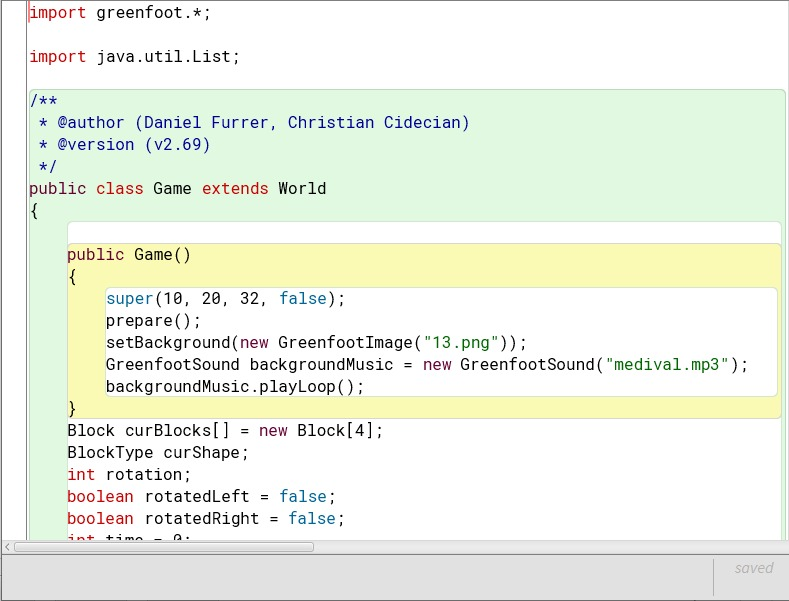 import greenfoot.*;
import java.util.List;
/**
 * @author (Daniel Furrer, Christian Cidecian)
 * @version (v2.69)
 */
public class Game extends World
{
public Game()
{
super(10, 20, 32, false);
prepare();
setBackground(new GreenfootImage("13.png"));
GreenfootSound backgroundMusic = new GreenfootSound("medival.mp3");
backgroundMusic.playLoop();
}
Block curBlocks[] = new Block[4];
BlockType curShape;
int rotation;
boolean rotatedLeft = false;
boolean rotatedRight = false;
int time = 0;
saved